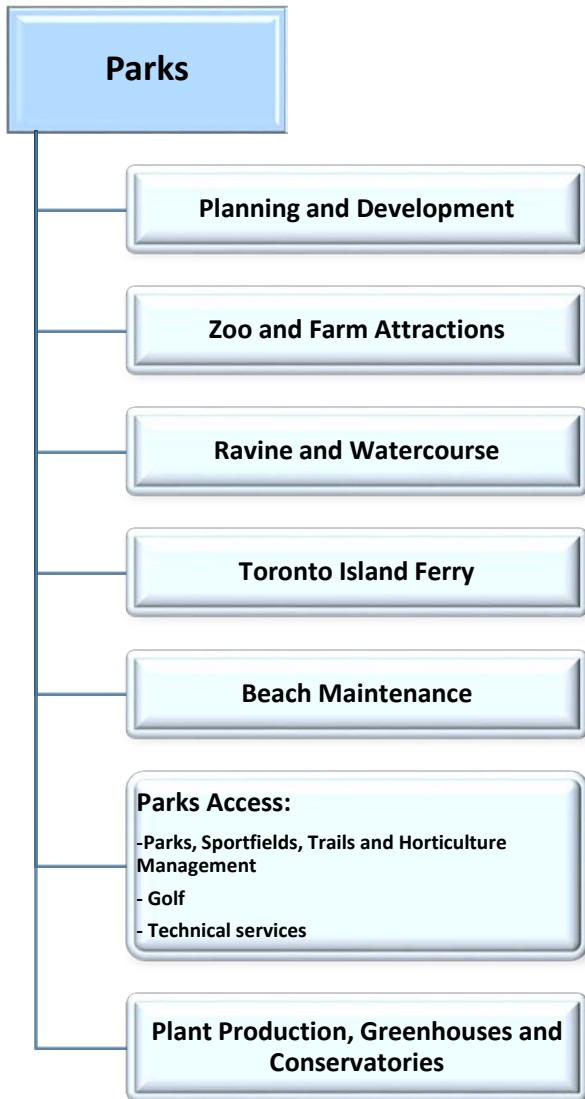 Parks
Planning and Development
Zoo and Farm Attractions
Ravine and Watercourse
Toronto Island Ferry
Beach Maintenance
Parks Access:
-Parks, Sportfields, Trails and Horticulture
Management
- Golf
- Technical services
Plant Production, Greenhouses and
Conservatories